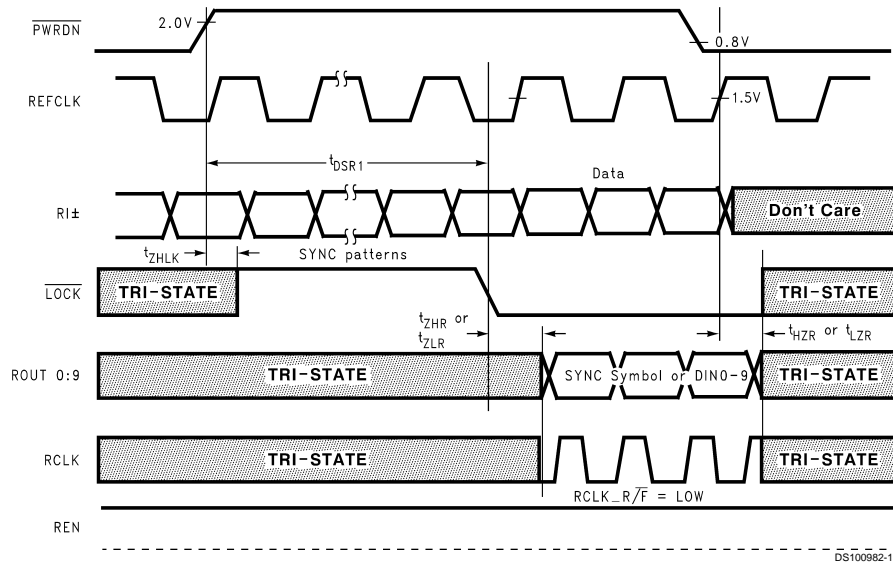 PWRDN
2.0V
0.8V
REFCLK
1.5V
tDSR1
Data
RI±
Don't Care
tZHLK
SYNC patterns
LOCK
TRI-STATE
TRI-STATE
tZHR or
tZLR
tHZR or tLZR
ROUT 0:9
TRI-STATE
SYNC Symbol or DIN0-9
TRI-STATE
RCLK
TRI-STATE
TRI-STATE
RCLK_R/F = LOW
REN
DS100982-1